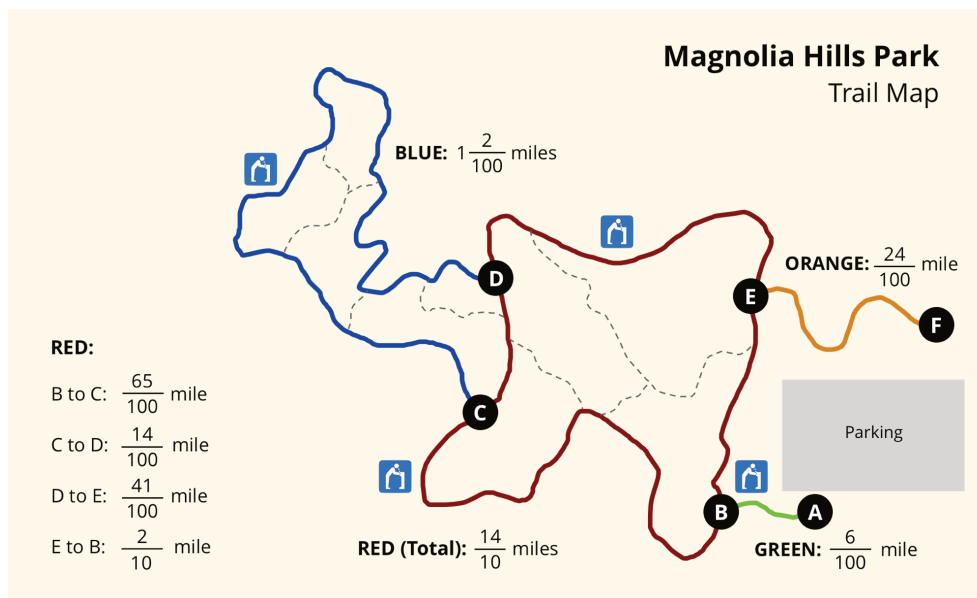 Magnolia Hills Park
Trail Map
BLUE: 1 2/100 miles
D
E
ORANGE: 24/100 mile
F
RED:
B to C: 65/100 mile
C to D: 14/100 mile
D to E: 41/100 mile
E to B: 2/10 mile
C
Parking
B
A
RED (Total): 14/10 miles
GREEN: 6/100 mile